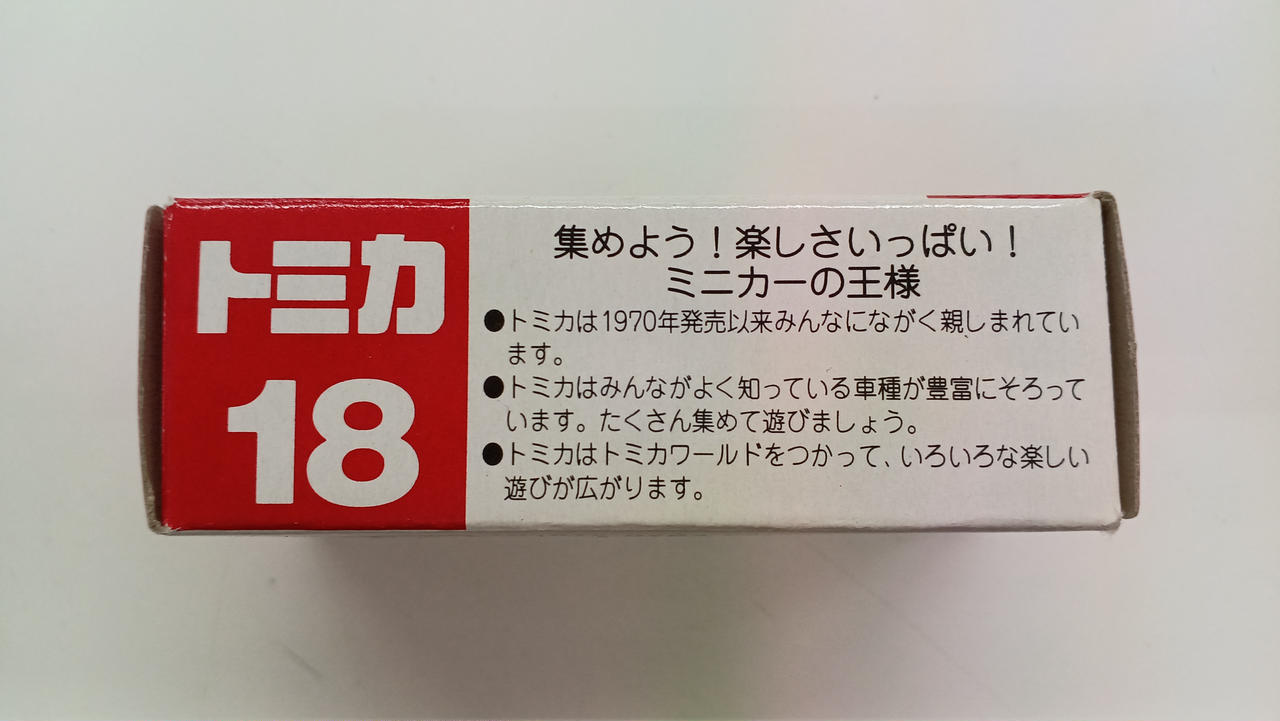 トミカ
18
集めよう！楽しさいっぱい！
ミニカーの王様
●トミカは1970年発売以来みんなにながく親しまれてい
ます。
●トミカはみんながよく知っている車種が豊富にそろって
います。たくさん集めて遊びましょう。
●トミカはトミカワールドをつかって、いろいろな楽しい
遊びが広がります。